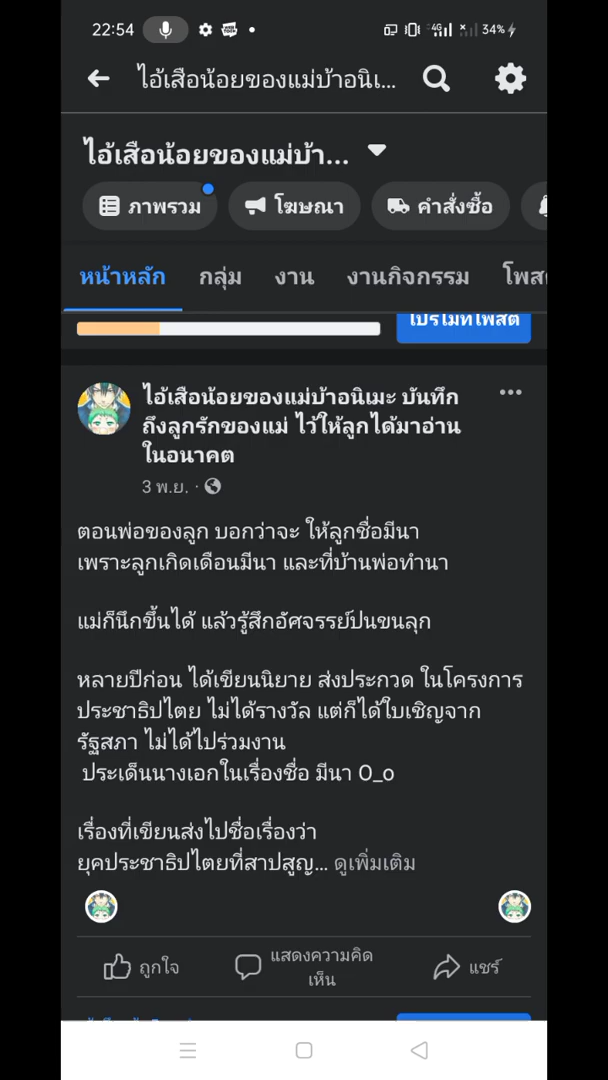 22:54
4G
34%
ไอ้เสือน้อยของแม่บ้าอนิเ...
ไอ้เสือน้อยของแม่บ้า...
ภาพรวม
โฆษณา
คำสั่งซื้อ
หน้าหลัก
กลุ่ม
งาน
งานกิจกรรม
โพสต
โปรโมทโพสต์
ไอ้เสือน้อยของแม่บ้าอนิเมะ บันทึก
ถึงลูกรักของแม่ ไว้ให้ลูกได้มาอ่าน
ในอนาคต
3 พ.ย. ·
ตอนพ่อของลูก บอกว่าจะ ให้ลูกชื่อมีนา
เพราะลูกเกิดเดือนมีนา และที่บ้านพ่อทำนา
แม่ก็นึกขึ้นได้ แล้วรู้สึกอัศจรรย์ปนขนลุก
หลายปีก่อน ได้เขียนนิยาย ส่งประกวด ในโครงการ
ประชาธิปไตย ไม่ได้รางวัล แต่ก็ได้ใบเชิญจาก
รัฐสภา ไม่ได้ไปร่วมงาน
ประเด็นนางเอกในเรื่องชื่อ มีนา O_o
เรื่องที่เขียนส่งไปชื่อเรื่องว่า
ยุคประชาธิปไตยที่สาปสูญ... ดูเพิ่มเติม
ถูกใจ
แสดงความคิด
เห็น
แชร์